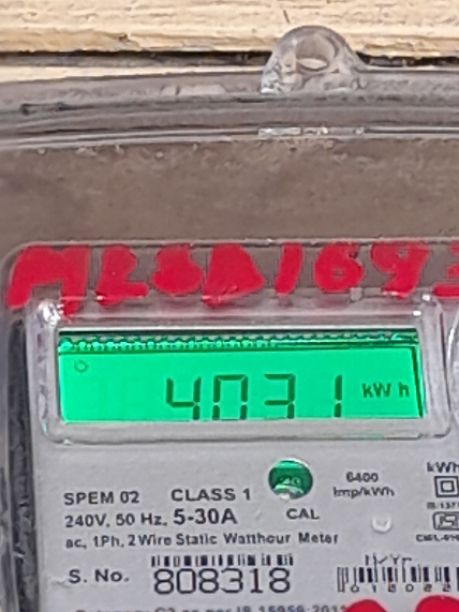 4031 kW h
6400
SPEM 02 CLASS 1 Imp/kWh
kWh
240V, 50 Hz, 5-30A CAL
ac, 1Ph, 2 Wire Static Watthour Meter
S. No. 808318